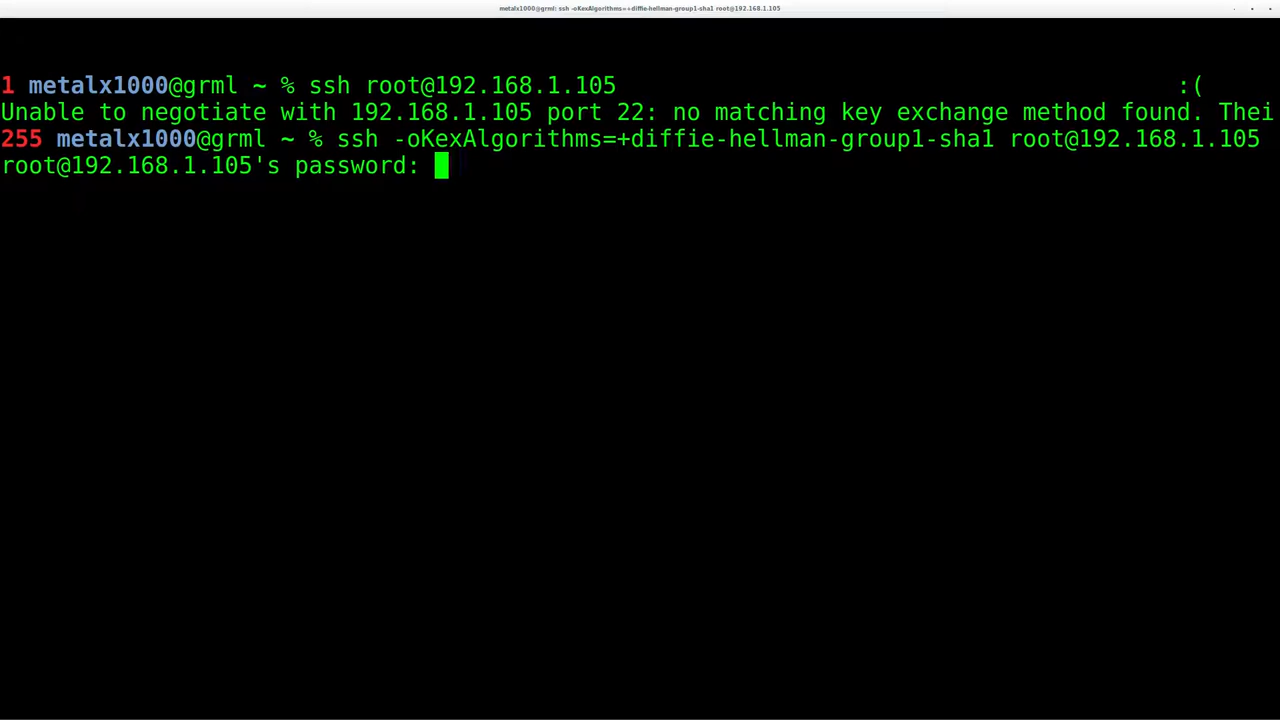 metalx1000@grml: ssh -oKexAlgorithms=+diffie-hellman-group1-sha1 root@192.168.1.105
1 metalx1000@grml ~ % ssh root@192.168.1.105 :(
Unable to negotiate with 192.168.1.105 port 22: no matching key exchange method found. Thei
255 metalx1000@grml ~ % ssh -oKexAlgorithms=+diffie-hellman-group1-sha1 root@192.168.1.105
root@192.168.1.105's password: